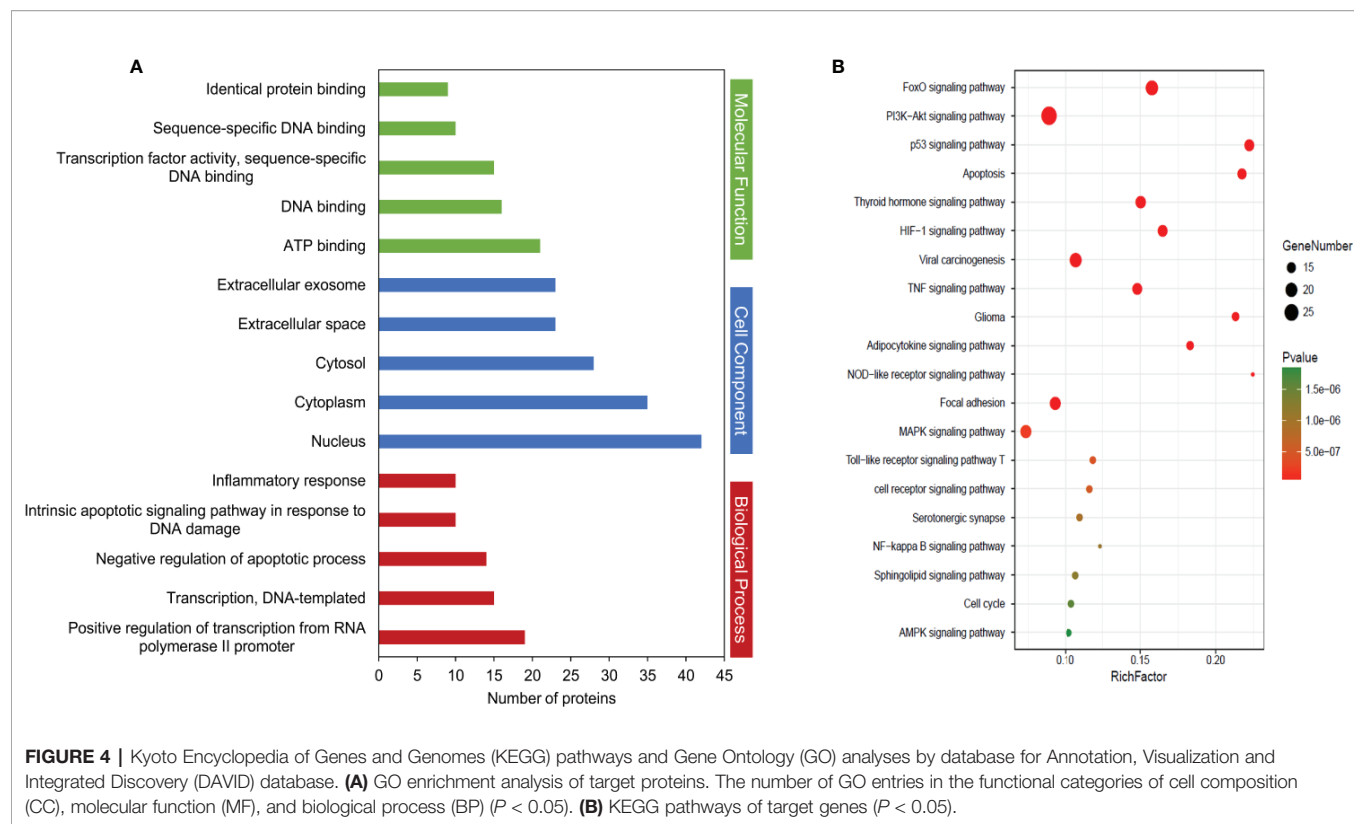 A
Identical protein binding
Sequence-specific DNA binding
Transcription factor activity, sequence-specific
DNA binding
DNA binding
ATP binding
Extracellular exosome
Extracellular space
Cytosol
Cytoplasm
Nucleus
Inflammatory response
Intrinsic apoptotic signaling pathway in response to
DNA damage
Negative regulation of apoptotic process
Transcription, DNA-templated
Positive regulation of transcription from RNA
polymerase II promoter
Molecular Function
Cell Component
Biological Process
0 5 10 15 20 25 30 35 40 45
Number of proteins
B
FoxO signaling pathway
PI3K-Akt signaling pathway
p53 signaling pathway
Apoptosis
Thyroid hormone signaling pathway
HIF-1 signaling pathway
Viral carcinogenesis
TNF signaling pathway
Glioma
Adipocytokine signaling pathway
NOD-like receptor signaling pathway
Focal adhesion
MAPK signaling pathway
Toll-like receptor signaling pathway T
cell receptor signaling pathway
Serotonergic synapse
NF-kappa B signaling pathway
Sphingolipid signaling pathway
Cell cycle
AMPK signaling pathway
0.10 0.15 0.20
RichFactor
GeneNumber
15
20
25
Pvalue
1.5e-06
1.0e-06
5.0e-07
FIGURE 4 | Kyoto Encyclopedia of Genes and Genomes (KEGG) pathways and Gene Ontology (GO) analyses by database for Annotation, Visualization and
Integrated Discovery (DAVID) database. (A) GO enrichment analysis of target proteins. The number of GO entries in the functional categories of cell composition
(CC), molecular function (MF), and biological process (BP) (P < 0.05). (B) KEGG pathways of target genes (P < 0.05).